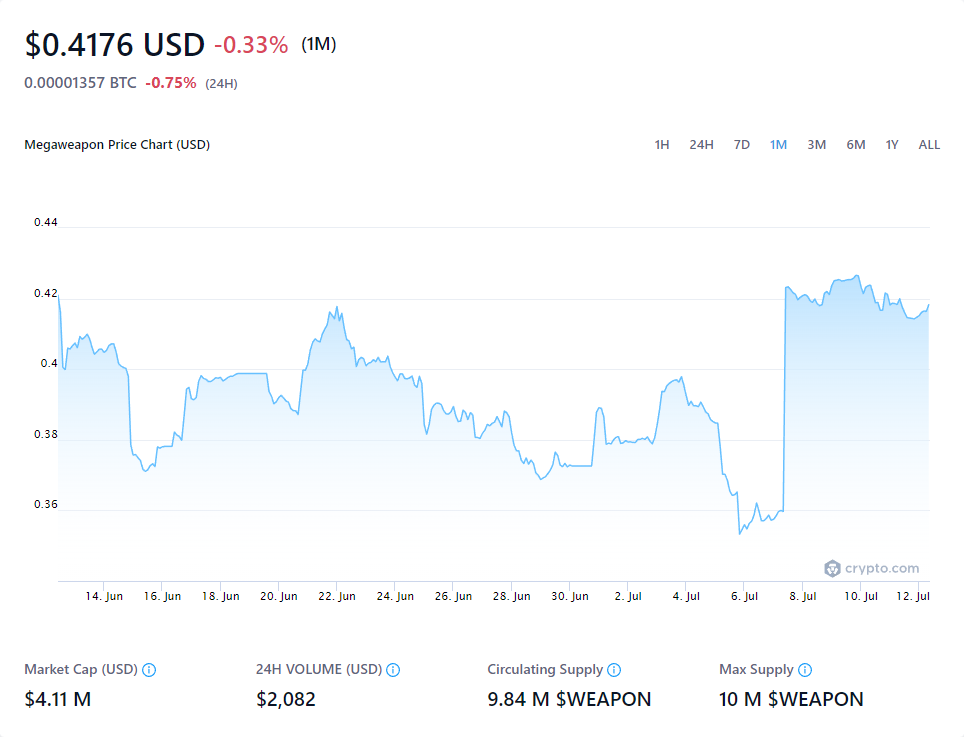 $0.4176 USD -0.33% (1M)
0.00001357 BTC -0.75% (24H)
Megaweapon Price Chart (USD) 1H 24H 7D 1M 3M 6M 1Y ALL
0.44
0.42
0.4
0.38
0.36
crypto.com
14. Jun 16. Jun 18. Jun 20. Jun 22. Jun 24. Jun 26. Jun 28. Jun 30. Jun 2. Jul 4. Jul 6. Jul 8. Jul 10. Jul 12. Jul
Market Cap (USD) 24H VOLUME (USD) Circulating Supply Max Supply
$4.11 M $2,082 9.84 M $WEAPON 10 M $WEAPON